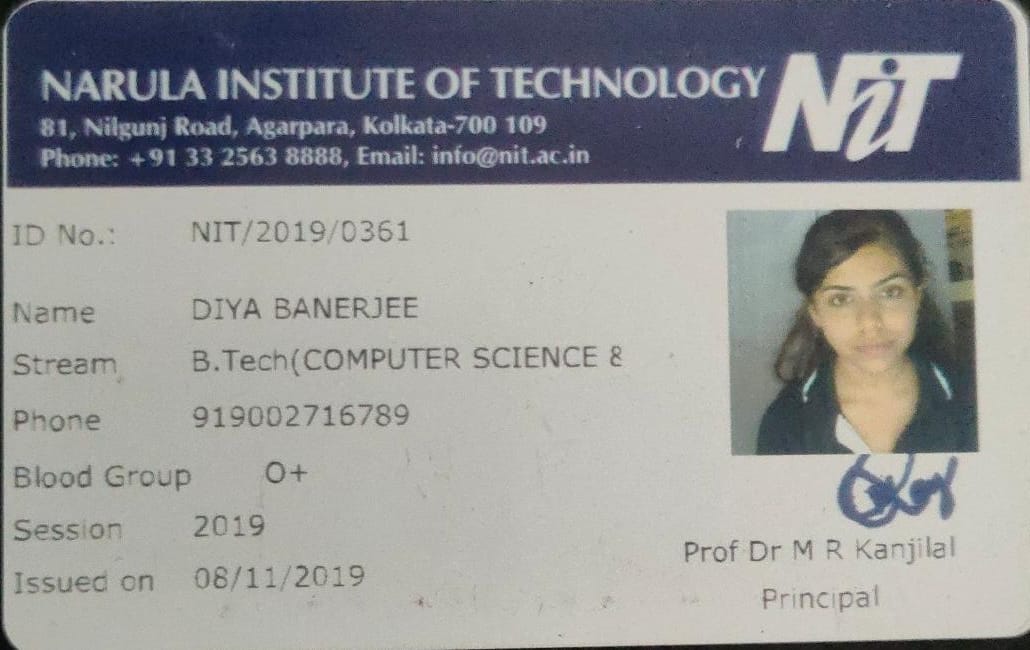 NARULA INSTITUTE OF TECHNOLOGY NiT
81, Nilgunj Road, Agarpara, Kolkata-700 109
Phone: +91 33 2563 8888, Email: info@nit.ac.in
ID No.: NIT/2019/0361
Name DIYA BANERJEE
Stream B.Tech(COMPUTER SCIENCE &
Phone 919002716789
Blood Group O+
Session 2019
Issued on 08/11/2019
Prof Dr M R Kanjilal
Principal